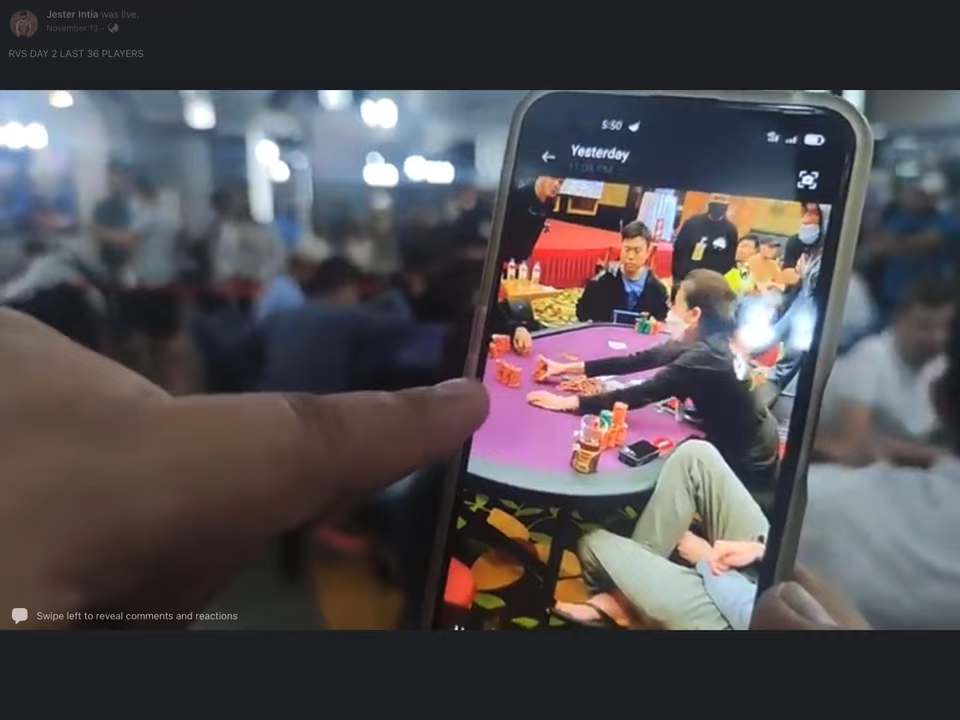 Jester Intia was live.
November 13 ·
RVS DAY 2 LAST 36 PLAYERS
5:50
Yesterday
11:05 PM
Swipe left to reveal comments and reactions